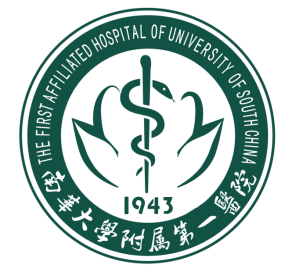 THE FIRST AFFILIATED HOSPITAL OF UNIVERSITY OF SOUTH CHINA
1943
南華大學附属第一醫院